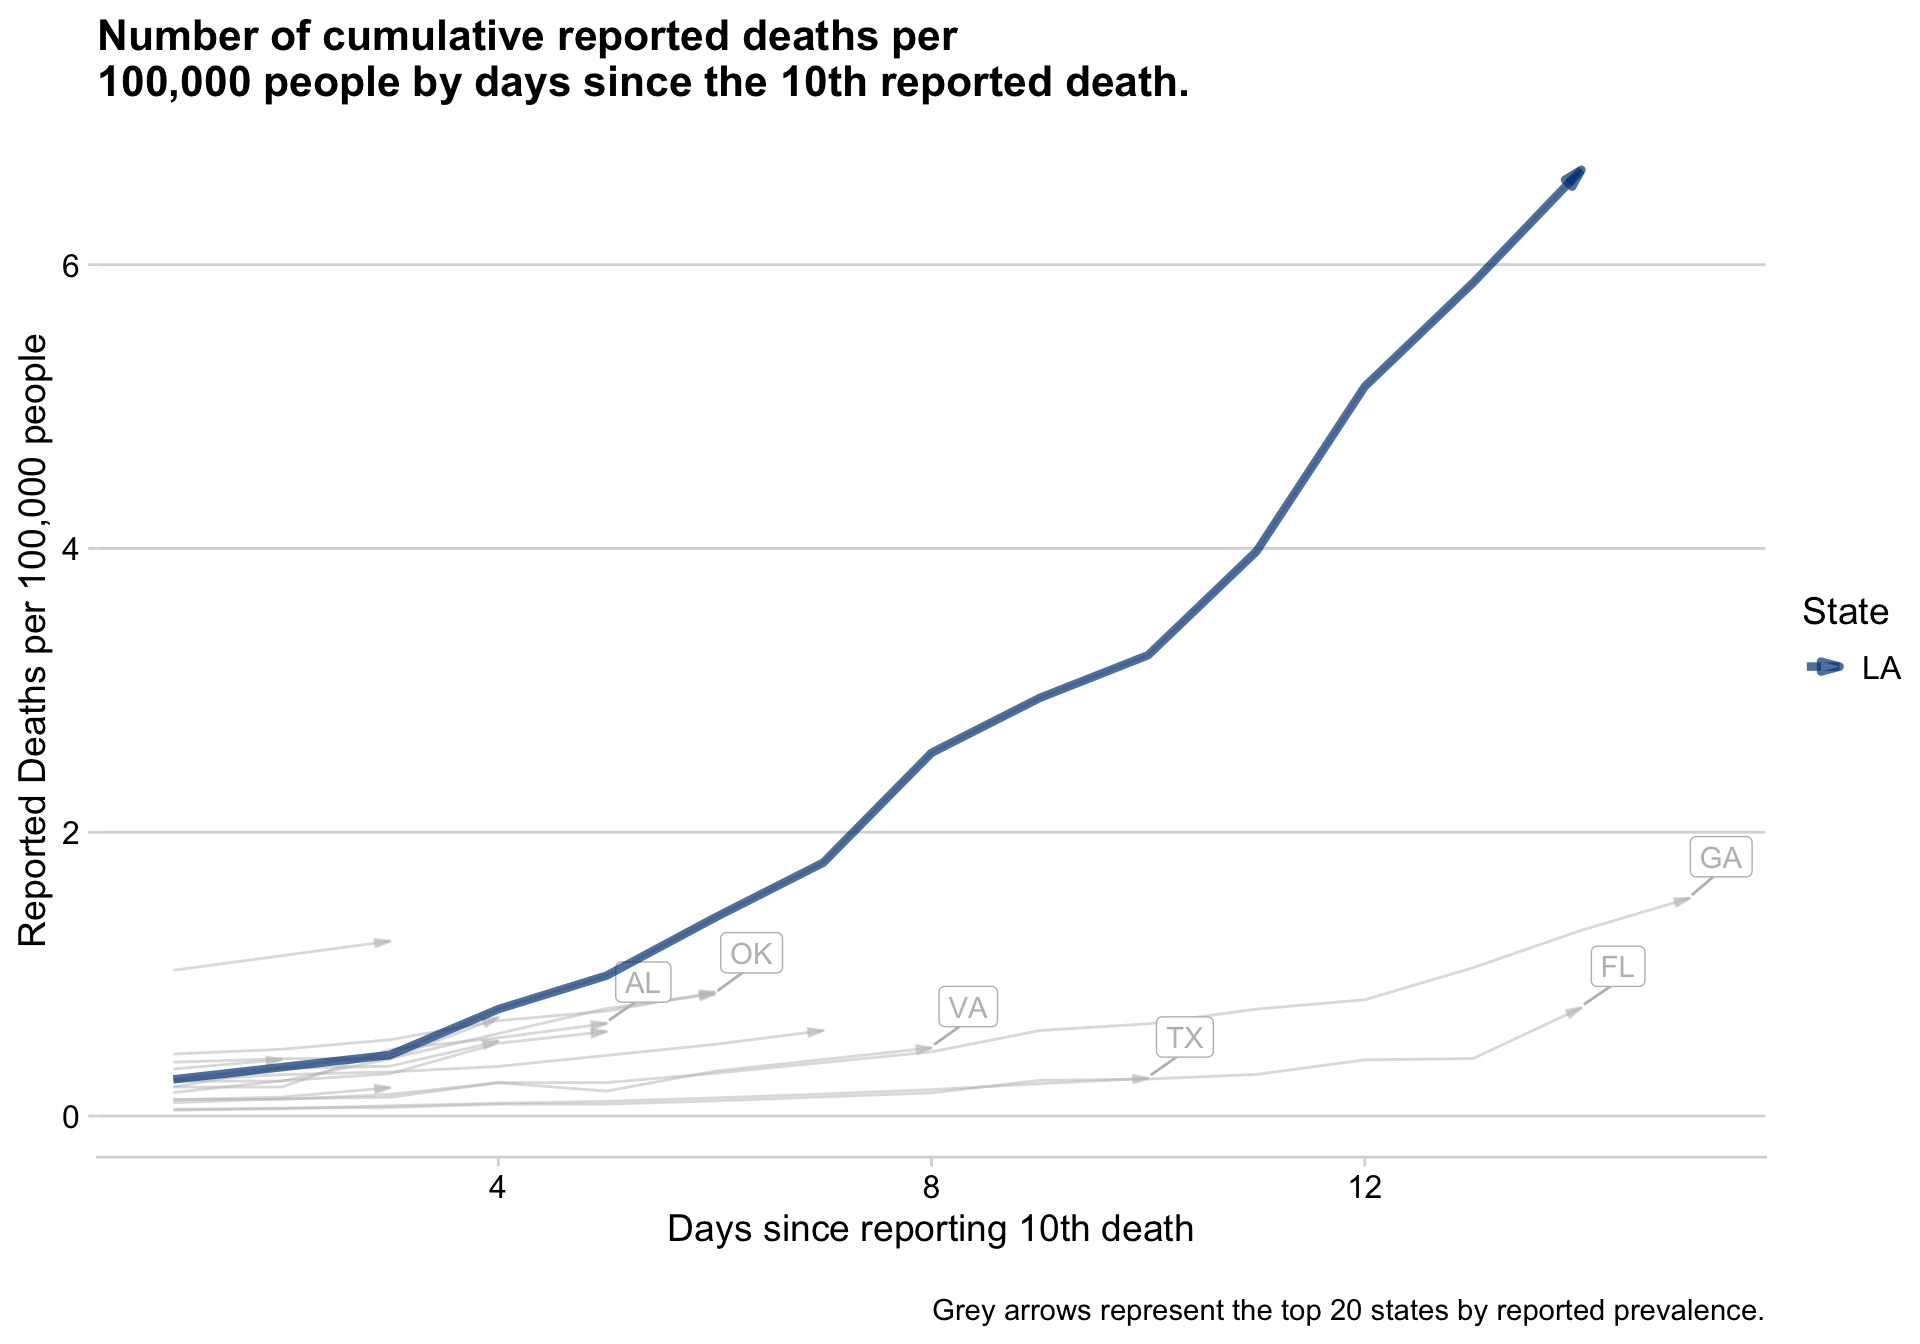 Number of cumulative reported deaths per
100,000 people by days since the 10th reported death.
Reported Deaths per 100,000 people
6
4
2
0
GA
FL
OK
AL
VA
TX
State
LA
4 8 12
Days since reporting 10th death
Grey arrows represent the top 20 states by reported prevalence.